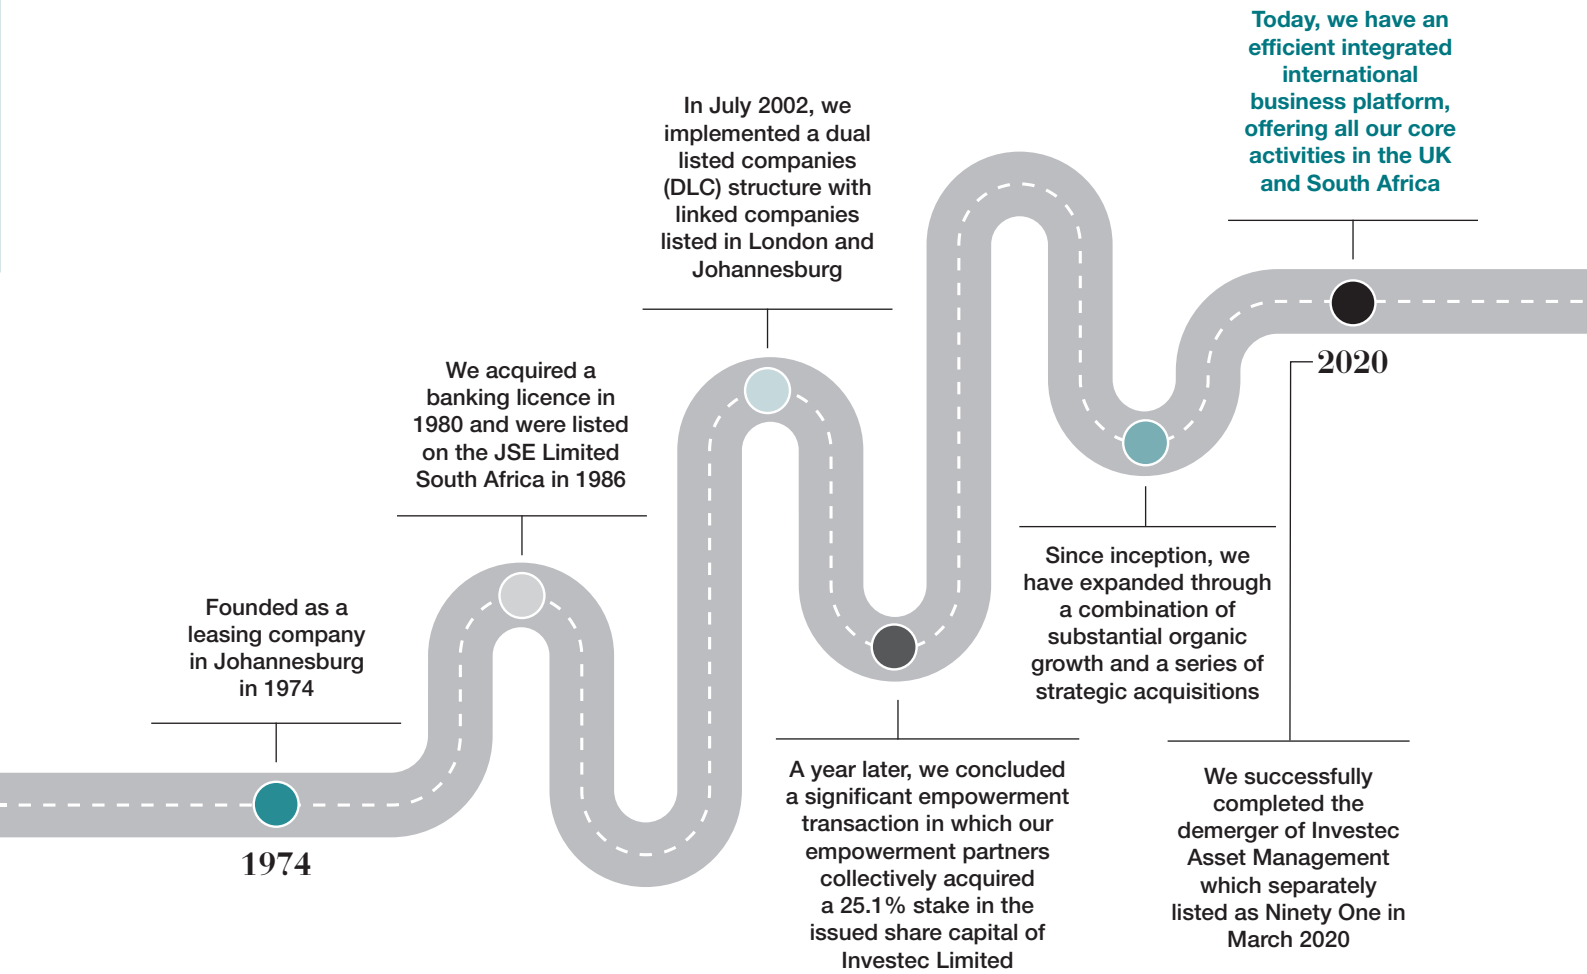 Founded as a
leasing company
in Johannesburg
in 1974
1974
We acquired a
banking licence in
1980 and were listed
on the JSE Limited
South Africa in 1986
In July 2002, we
implemented a dual
listed companies
(DLC) structure with
linked companies
listed in London and
Johannesburg
A year later, we concluded
a significant empowerment
transaction in which our
empowerment partners
collectively acquired
a 25.1% stake in the
issued share capital of
Investec Limited
Since inception, we
have expanded through
a combination of
substantial organic
growth and a series of
strategic acquisitions
Today, we have an
efficient integrated
international
business platform,
offering all our core
activities in the UK
and South Africa
2020
We successfully
completed the
demerger of Investec
Asset Management
which separately
listed as Ninety One in
March 2020